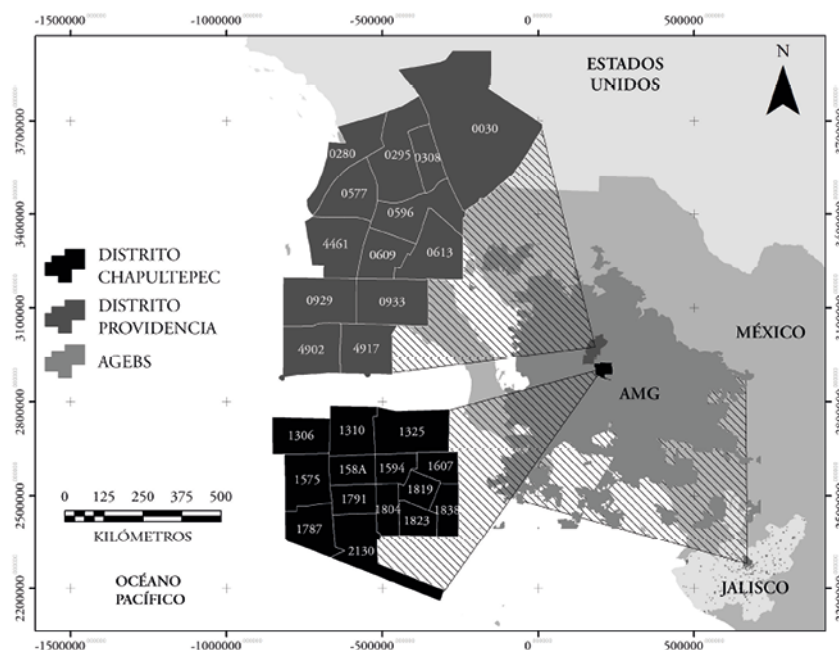 -1500000 -1000000 -500000 0 500000
ESTADOS
UNIDOS
N
3700000
3400000
3100000
2800000
2500000
2200000
0030
0280
0295
0308
0577
0596
4461
0609
0613
0929
0933
4902
4917
DISTRITO
CHAPULTEPEC
DISTRITO
PROVIDENCIA
AGEBS
MÉXICO
AMG
1306
1310
1325
1575
158A
1594
1607
1791
1819
1804
1838
1787
1823
2130
0 125 250 375 500
KILÓMETROS
OCÉANO
PACÍFICO
JALISCO
-1500000 -1000000 -500000 0 500000